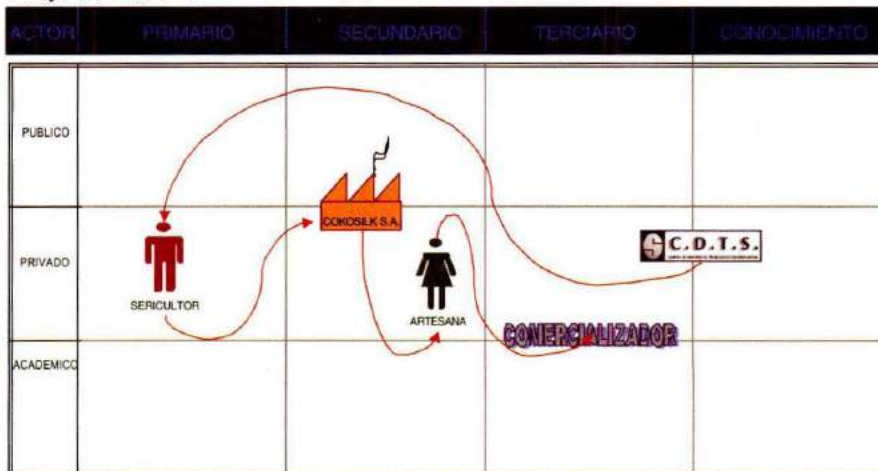 ACTOR PRIMARIO SECUNDARIO TERCIARIO CONOCIMIENTO
PUBLICO
COKOSILK S.A.
PRIVADO
S C.D.T.S.
SERICULTOR
ARTESANA
COMERCIALIZADOR
ACADEMICO